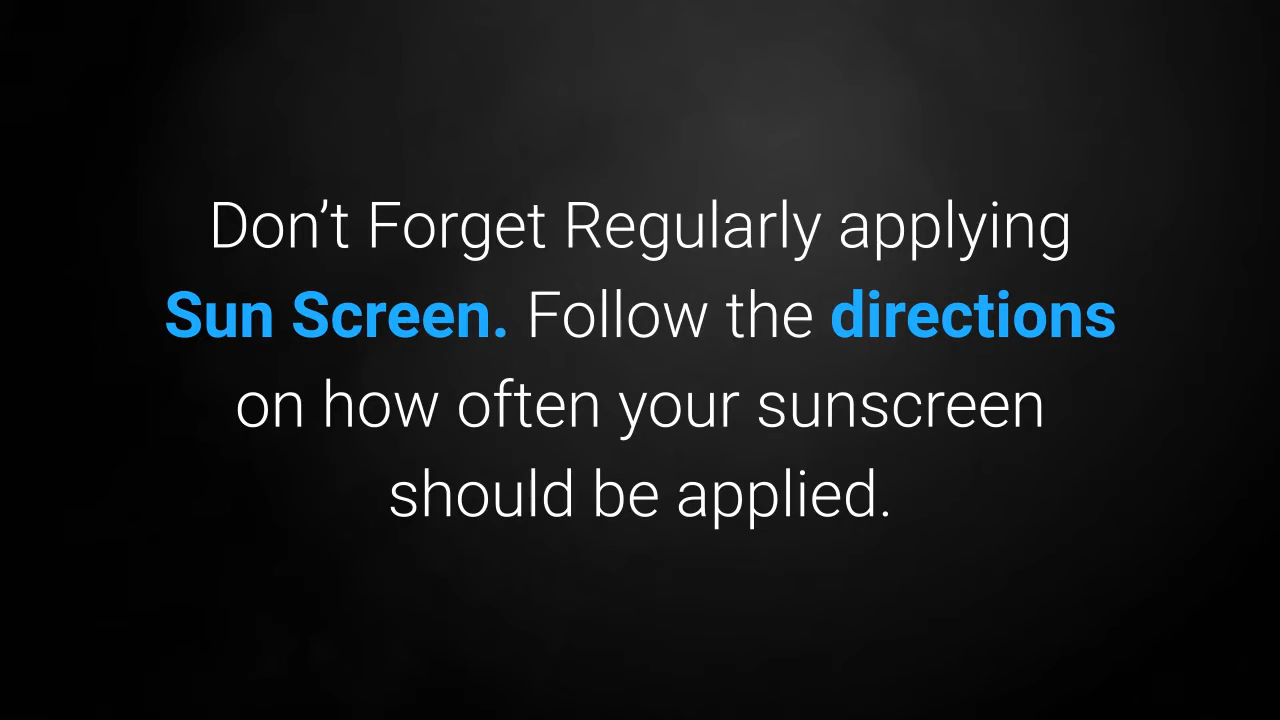 Don’t Forget Regularly applying
Sun Screen. Follow the directions
on how often your sunscreen
should be applied.